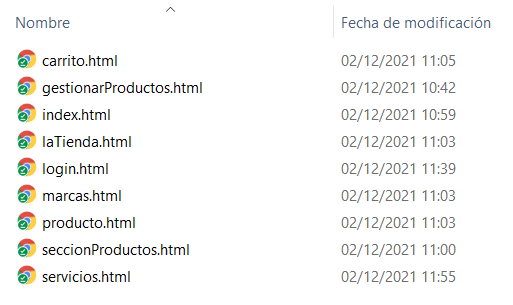 Nombre Fecha de modificación
carrito.html 02/12/2021 11:05
gestionarProductos.html 02/12/2021 10:42
index.html 02/12/2021 10:59
laTienda.html 02/12/2021 11:03
login.html 02/12/2021 11:39
marcas.html 02/12/2021 11:03
producto.html 02/12/2021 11:03
seccionProductos.html 02/12/2021 11:00
servicios.html 02/12/2021 11:55